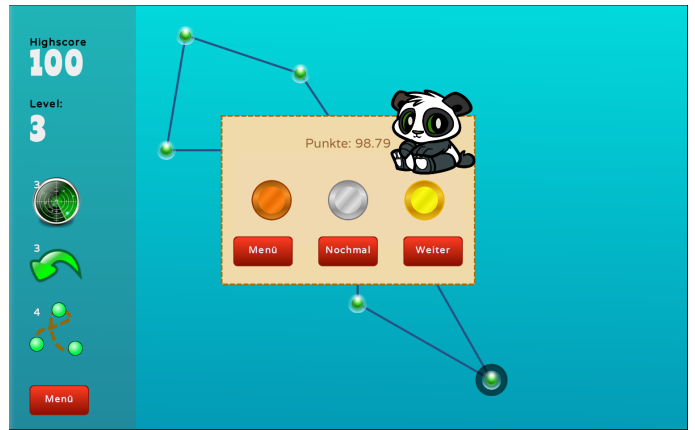 Highscore
100
Level:
3
3
3
4
Menü
Punkte: 98.79
Menü
Nochmal
Weiter